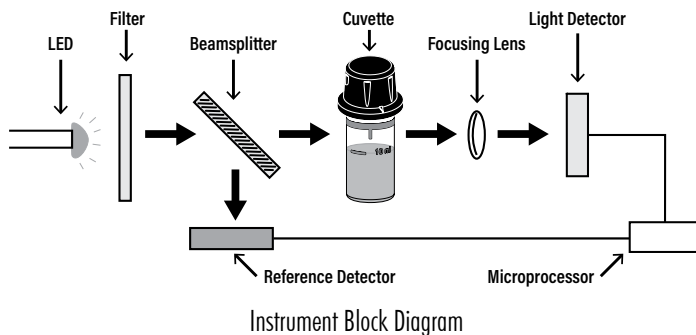 Filter
Cuvette
Light Detector
LED
Beamsplitter
Focusing Lens
10 ml
Reference Detector
Microprocessor
Instrument Block Diagram